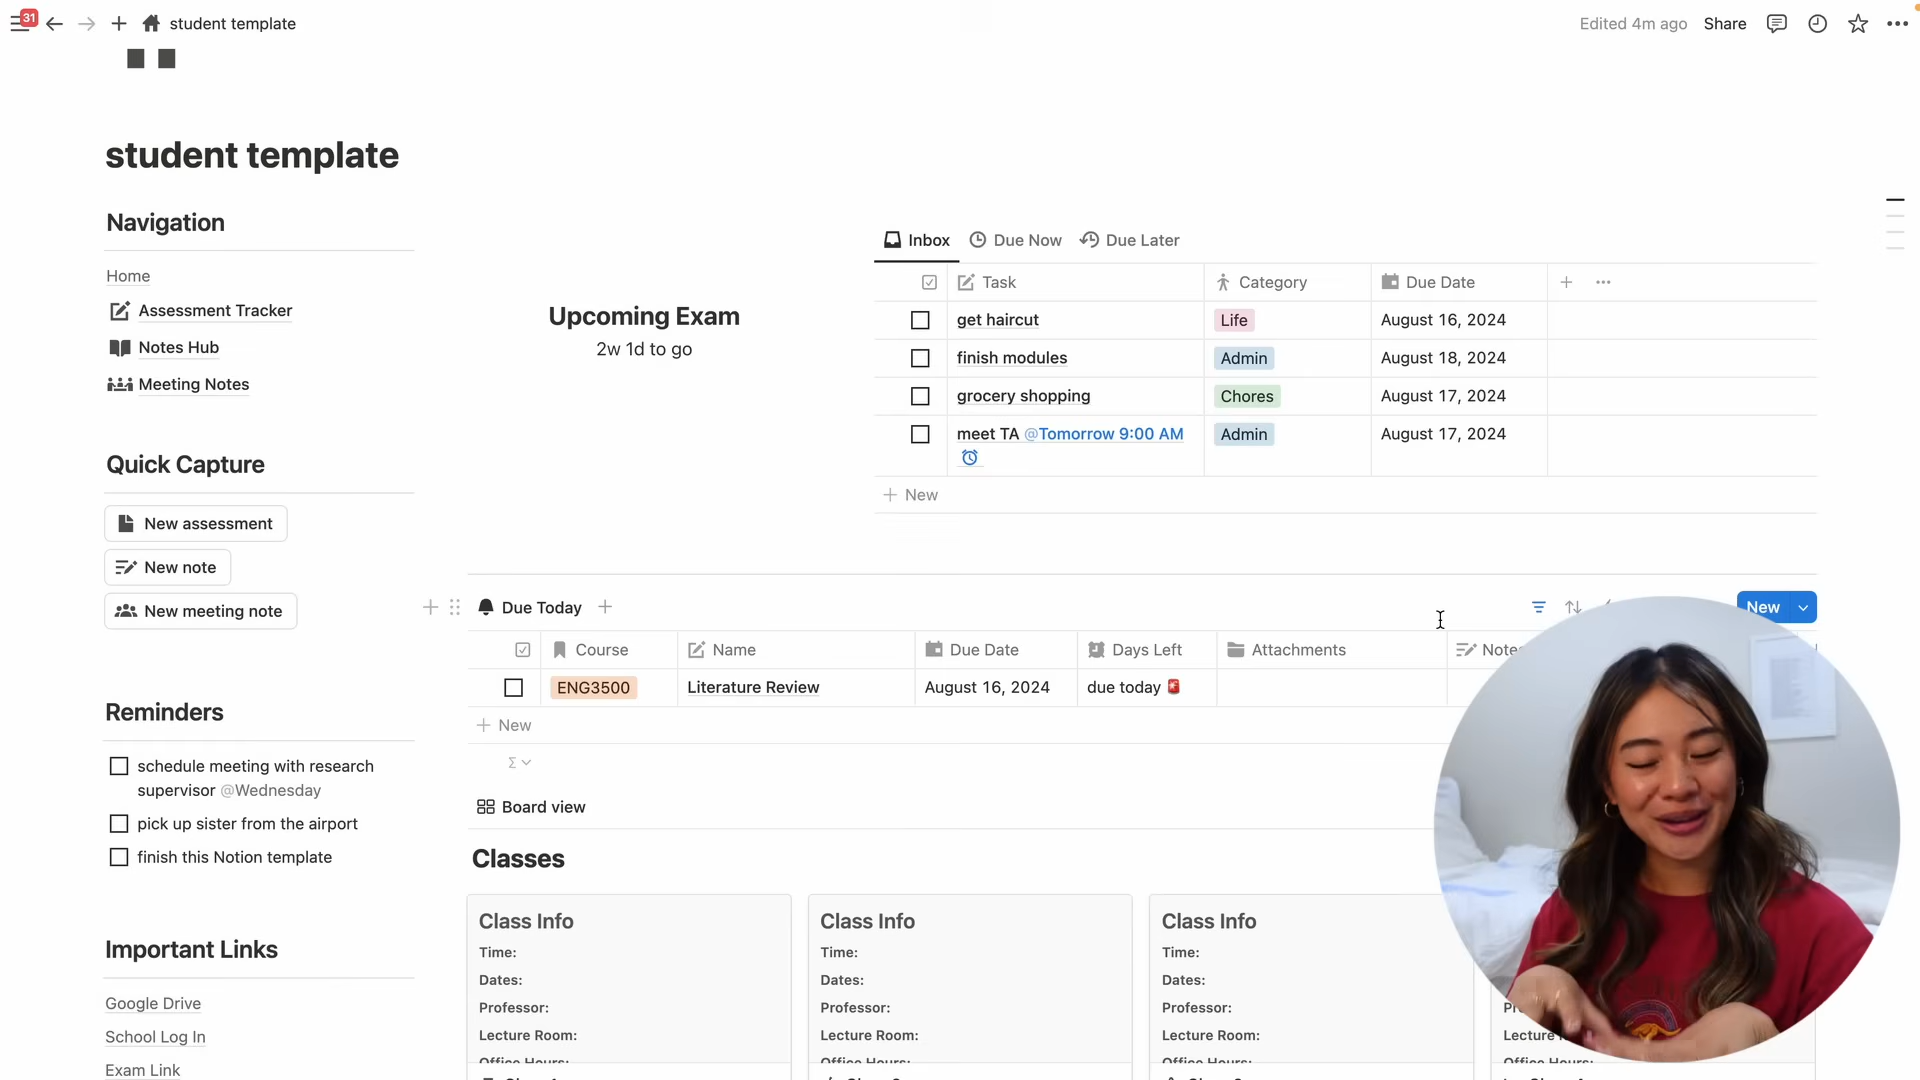 31
student template
Edited 4m ago
Share
student template
Navigation
Home
Assessment Tracker
Notes Hub
Meeting Notes
Quick Capture
New assessment
New note
New meeting note
Reminders
schedule meeting with research
supervisor @Wednesday
pick up sister from the airport
finish this Notion template
Important Links
Google Drive
School Log In
Exam Link
Upcoming Exam
2w 1d to go
Inbox Due Now Due Later
Task Category Due Date
get haircut Life August 16, 2024
finish modules Admin August 18, 2024
grocery shopping Chores August 17, 2024
meet TA @Tomorrow 9:00 AM Admin August 17, 2024
New
Due Today
New
Course Name Due Date Days Left Attachments Notes
ENG3500 Literature Review August 16, 2024 due today
New
Σ
Board view
Classes
Class Info
Time:
Dates:
Professor:
Lecture Room:
Office Hours:
Class Info
Time:
Dates:
Professor:
Lecture Room:
Office Hours:
Class Info
Time:
Dates:
Professor:
Lecture Room:
Office Hours:
Lecture
Office Hours: